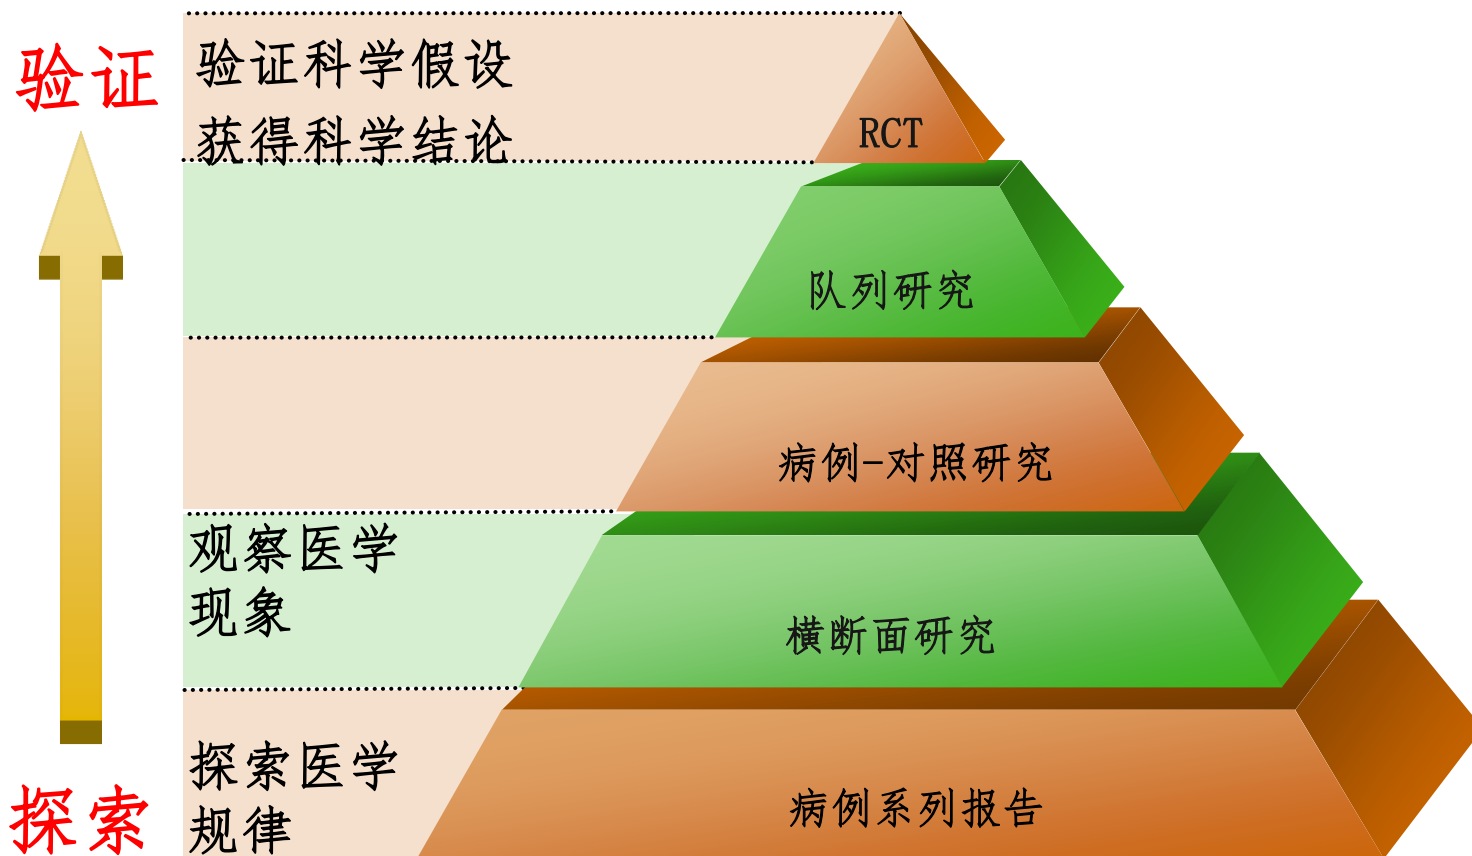 验证
验证科学假设
获得科学结论
RCT
队列研究
病例-对照研究
观察医学
现象
横断面研究
探索医学
规律
病例系列报告
探索